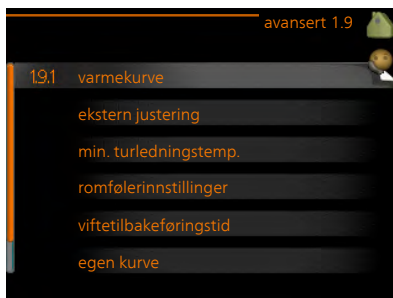 avansert 1.9
1.9.1 varmekurve
ekstern justering
min. turledningstemp.
romfølerinnstillinger
viftetilbakeføringstid
egen kurve